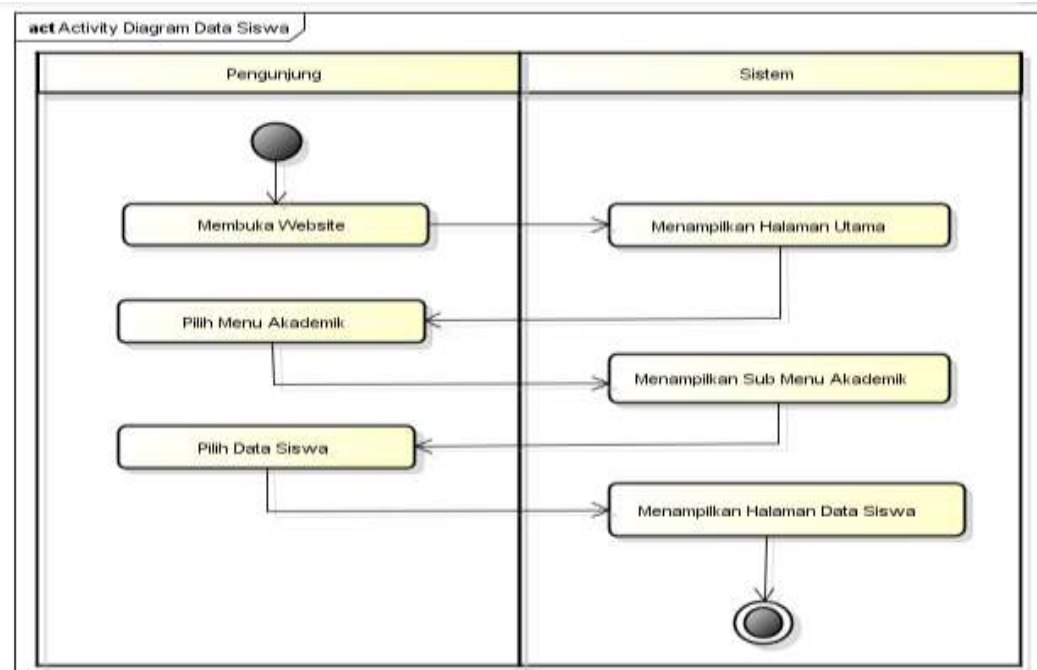 act Activity Diagram Data Siswa
Pengunjung
Sistem
Membuka Website
Menampilkan Halaman Utama
Pilih Menu Akademik
Menampilkan Sub Menu Akademik
Pilih Data Siswa
Menampilkan Halaman Data Siswa